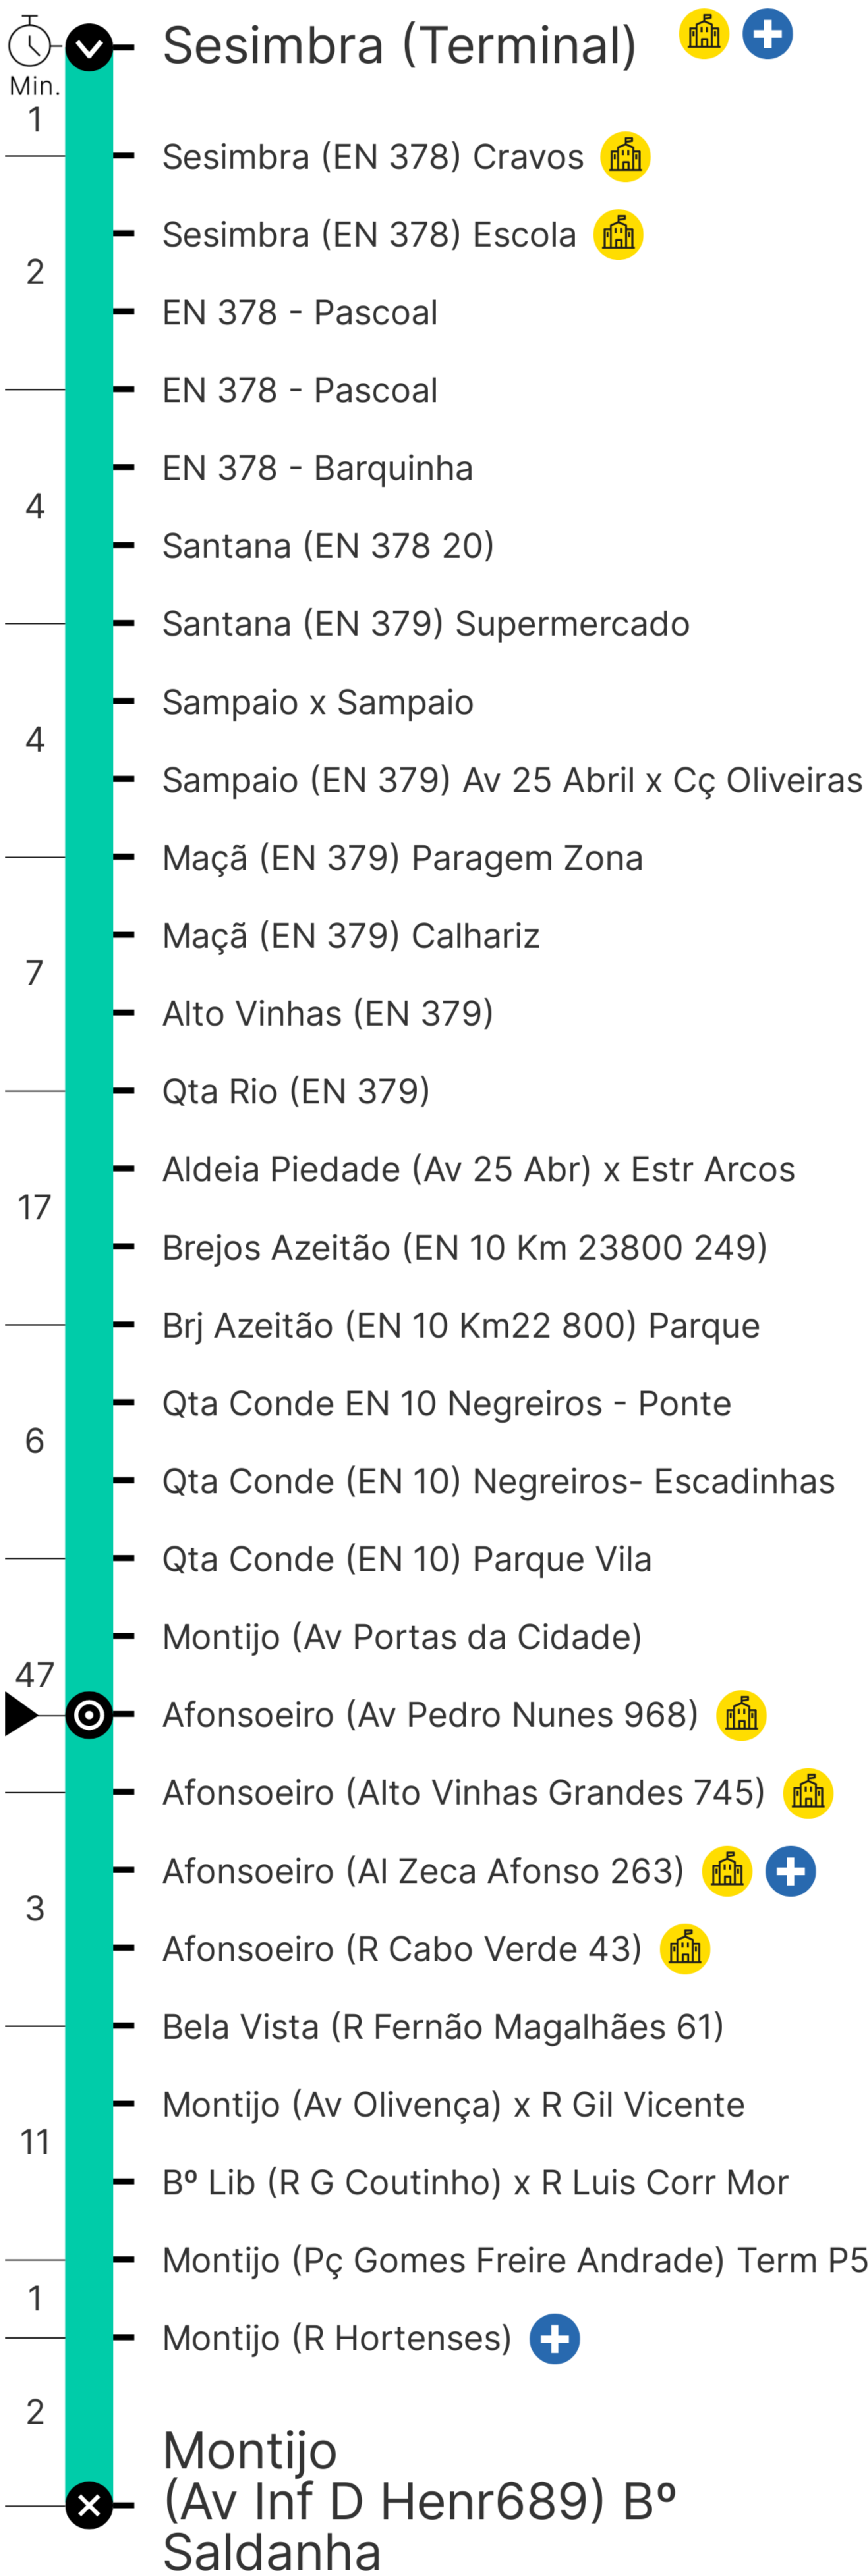 Sesimbra (Terminal)
Min.
1
Sesimbra (EN 378) Cravos
Sesimbra (EN 378) Escola
2
EN 378 - Pascoal
EN 378 - Pascoal
EN 378 - Barquinha
4
Santana (EN 378 20)
Santana (EN 379) Supermercado
Sampaio x Sampaio
4
Sampaio (EN 379) Av 25 Abril x Cç Oliveiras
Maçã (EN 379) Paragem Zona
Maçã (EN 379) Calhariz
7
Alto Vinhas (EN 379)
Qta Rio (EN 379)
Aldeia Piedade (Av 25 Abr) x Estr Arcos
17
Brejos Azeitão (EN 10 Km 23800 249)
Brj Azeitão (EN 10 Km22 800) Parque
Qta Conde EN 10 Negreiros - Ponte
6
Qta Conde (EN 10) Negreiros- Escadinhas
Qta Conde (EN 10) Parque Vila
Montijo (Av Portas da Cidade)
47
Afonsoeiro (Av Pedro Nunes 968)
Afonsoeiro (Alto Vinhas Grandes 745)
Afonsoeiro (Al Zeca Afonso 263)
3
Afonsoeiro (R Cabo Verde 43)
Bela Vista (R Fernão Magalhães 61)
Montijo (Av Olivença) x R Gil Vicente
11
Bº Lib (R G Coutinho) x R Luis Corr Mor
Montijo (Pç Gomes Freire Andrade) Term P5
1
Montijo (R Hortenses)
2
Montijo
(Av Inf D Henr689) Bº
Saldanha